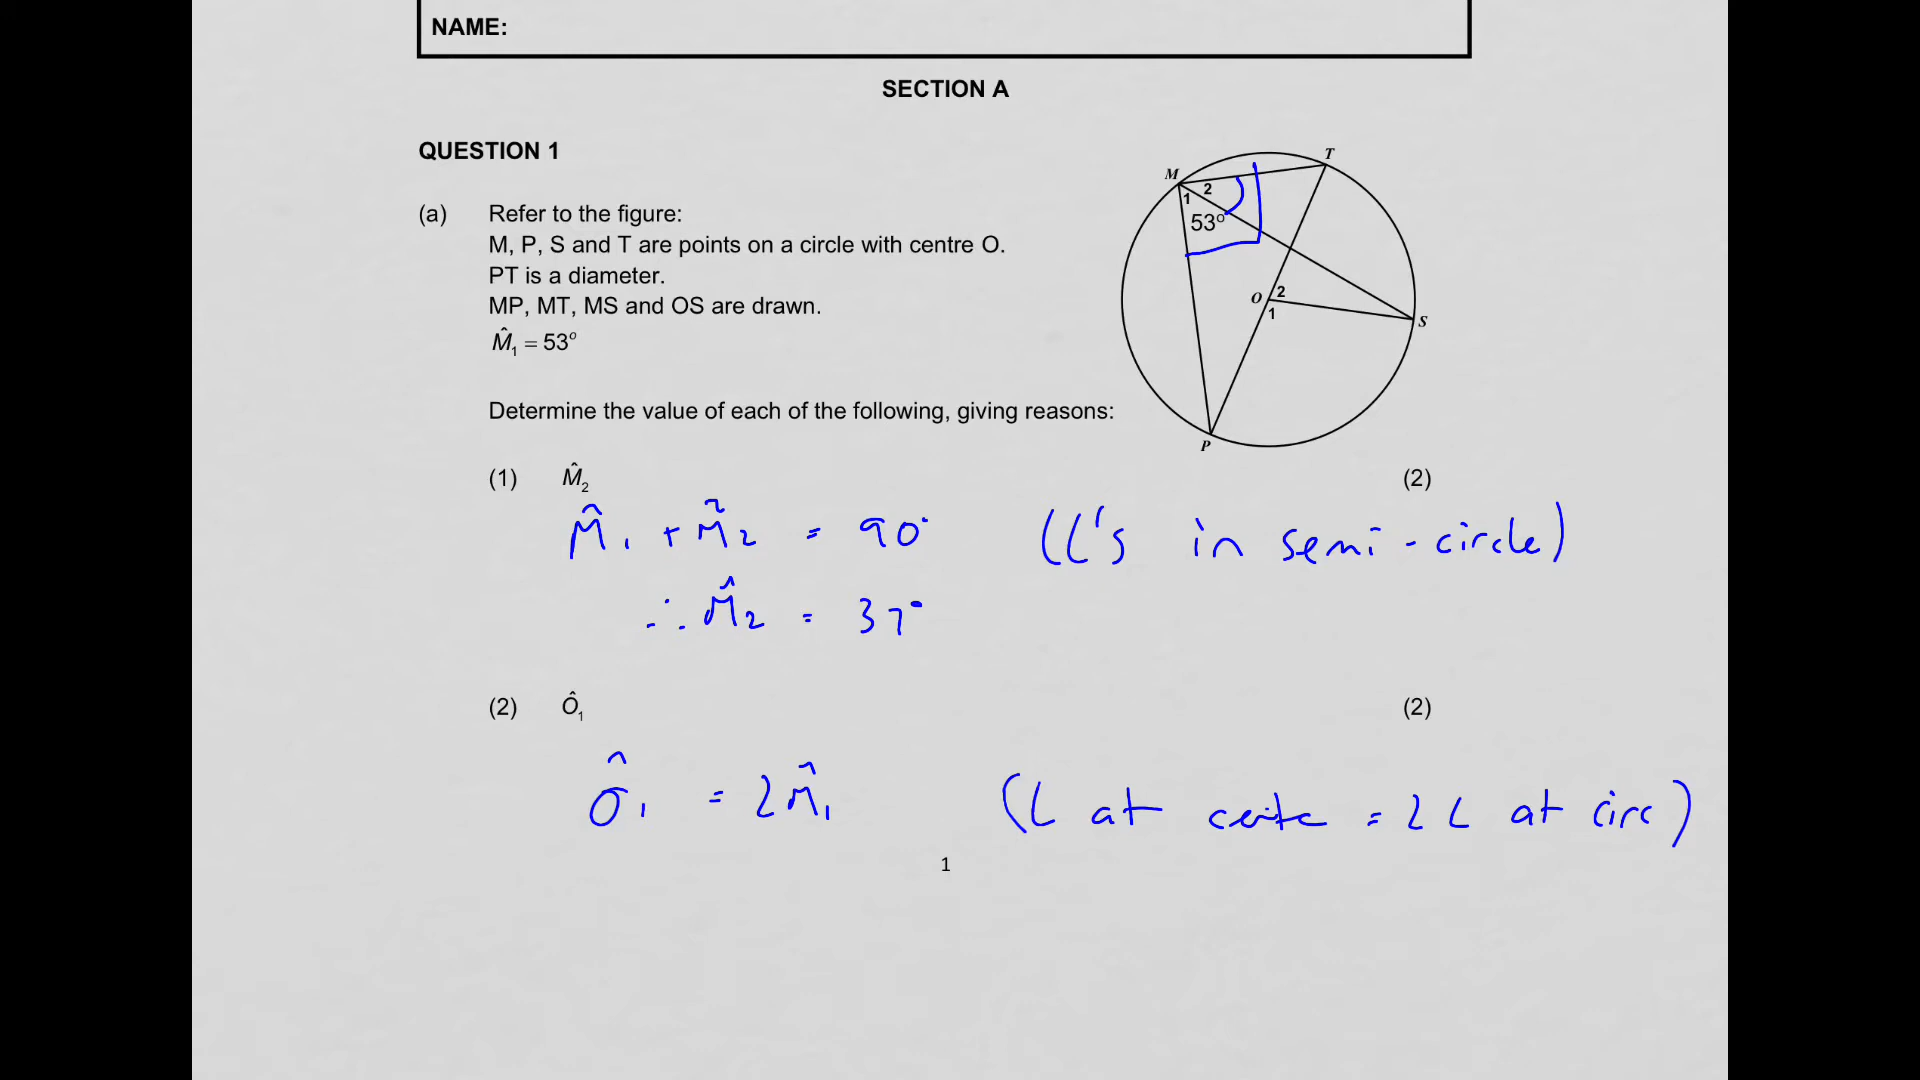 NAME:
SECTION A
QUESTION 1
(a) Refer to the figure:
M, P, S and T are points on a circle with centre O.
PT is a diameter.
MP, MT, MS and OS are drawn.
M̂₁ = 53°
Determine the value of each of the following, giving reasons:
M
T
2
1
53°
O
2
1
S
P
(1) M̂₂ (2)
M̂₁ + M̂₂ = 90° (∠'s in semi-circle)
∴ M̂₂ = 37°
(2) Ô₁ (2)
Ô₁ = 2M̂₁ (∠ at centre = 2∠ at circ)
1